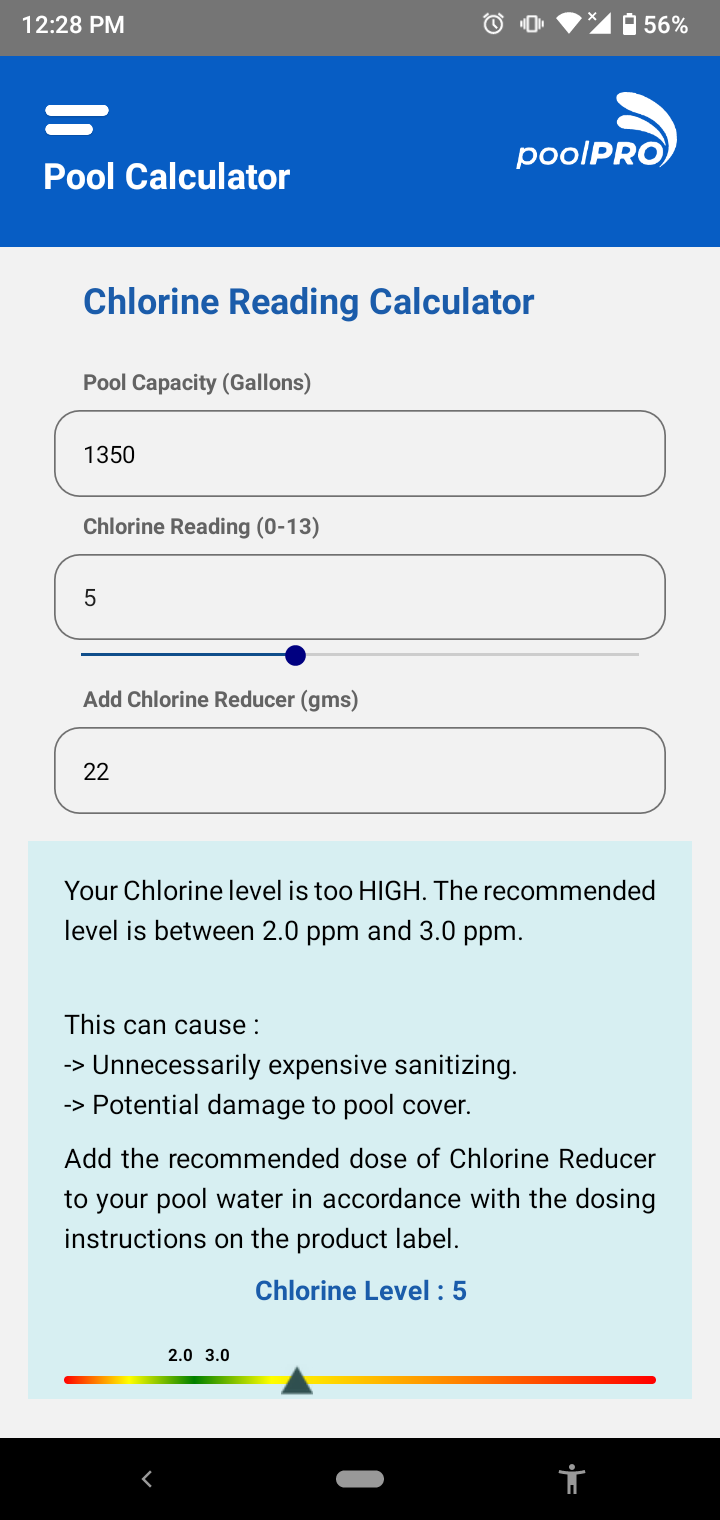 12:28 PM 56%
poolPRO
Pool Calculator
Chlorine Reading Calculator
Pool Capacity (Gallons)
1350
Chlorine Reading (0-13)
5
Add Chlorine Reducer (gms)
22
Your Chlorine level is too HIGH. The recommended
level is between 2.0 ppm and 3.0 ppm.
This can cause :
-> Unnecessarily expensive sanitizing.
-> Potential damage to pool cover.
Add the recommended dose of Chlorine Reducer
to your pool water in accordance with the dosing
instructions on the product label.
Chlorine Level : 5
2.0 3.0